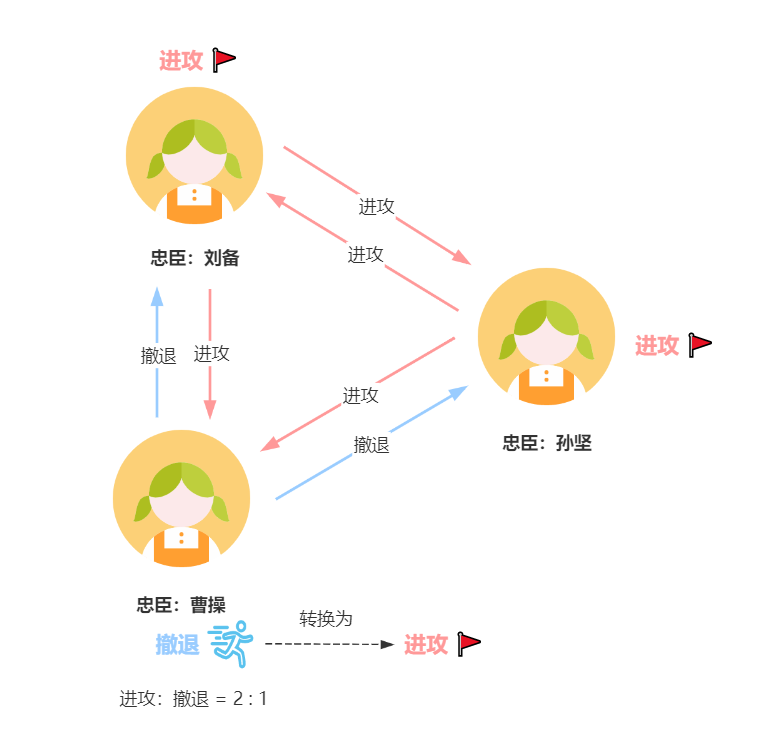 进攻
进攻
进攻
忠臣：刘备
撤退
进攻
进攻
进攻
撤退
忠臣：孙坚
忠臣：曹操
转换为
撤退
进攻
进攻：撤退 = 2 : 1